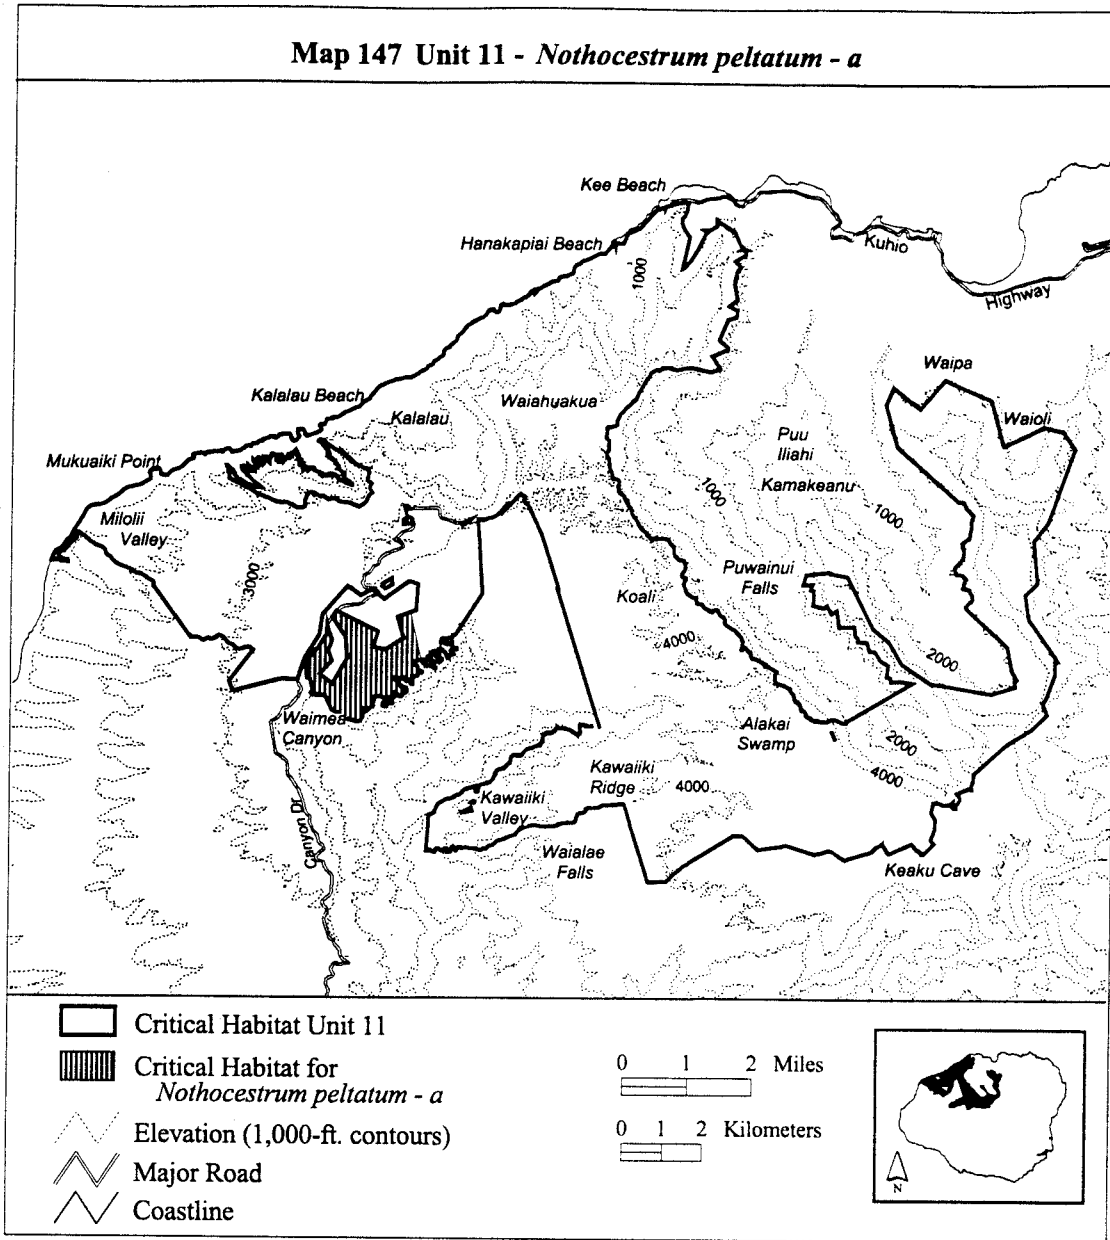 Map 147 Unit 11 - Nothocestrum peltatum - a
Kee Beach
Hanakapiai Beach
Kuhio
Highway
1000
Waipa
Kalalau Beach
Kalalau
Waiahuakua
Waioli
Puu
Iliahi
Mukuaiki Point
Kamakeanu
1000
1000
Milolii
Valley
3000
Puwainui
Falls
Koali
4000
2000
Waimea
Canyon
Alakai
Swamp
2000
4000
Kawaiiki
Ridge
4000
Kawaiiki
Valley
Canyon Dr
Waialae
Falls
Keaku Cave
Critical Habitat Unit 11
Critical Habitat for
Nothocestrum peltatum - a
Elevation (1,000-ft. contours)
Major Road
Coastline
0 1 2 Miles
0 1 2 Kilometers
N